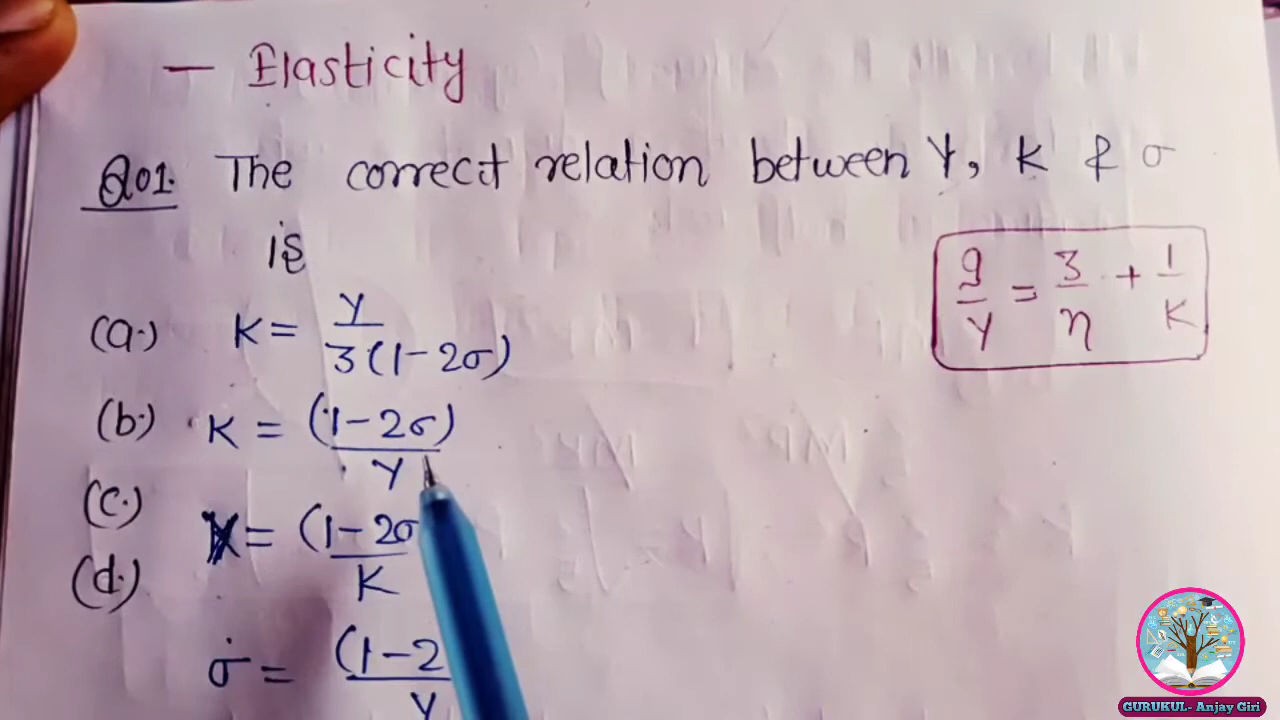 — Elasticity
Q01. The correct relation between Y, K & σ
is
9/Y = 3/η + 1/K
(a.) K = Y / 3(1-2σ)
(b.) K = (1-2σ) / Y
(c.) = (1-2σ / K
(d.)
σ = (1-2 / Y
GURUKUL- Anjay Giri